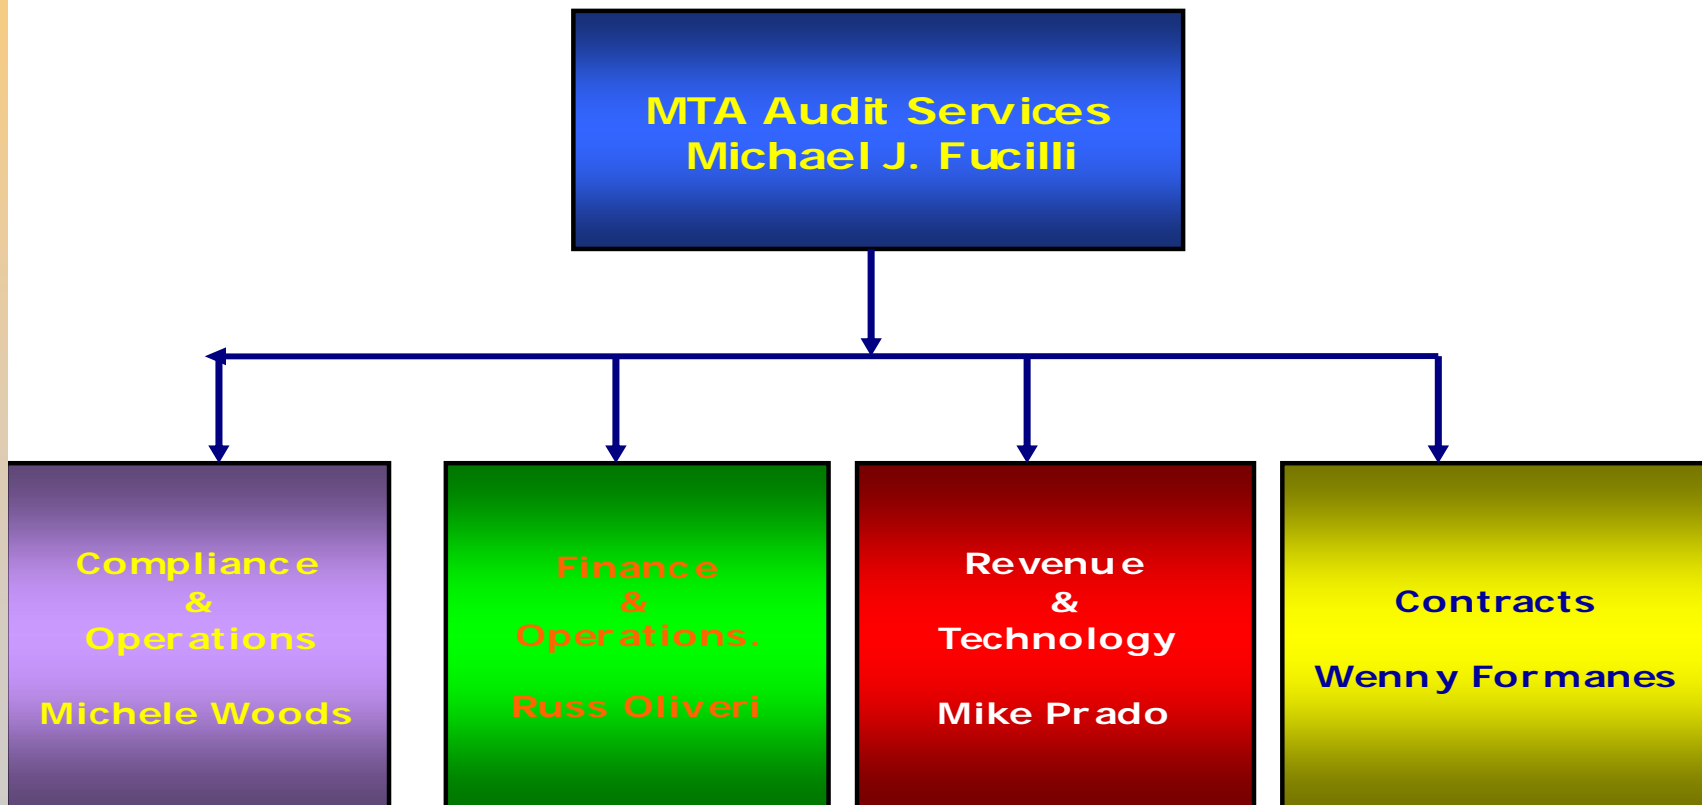 MTA Audit Services
Michael J. Fucilli
Compliance
&
Operations
Michele Woods
Finance
&
Operations.
Russ Oliveri
Revenue
&
Technology
Mike Prado
Contracts
Wenny Formanes